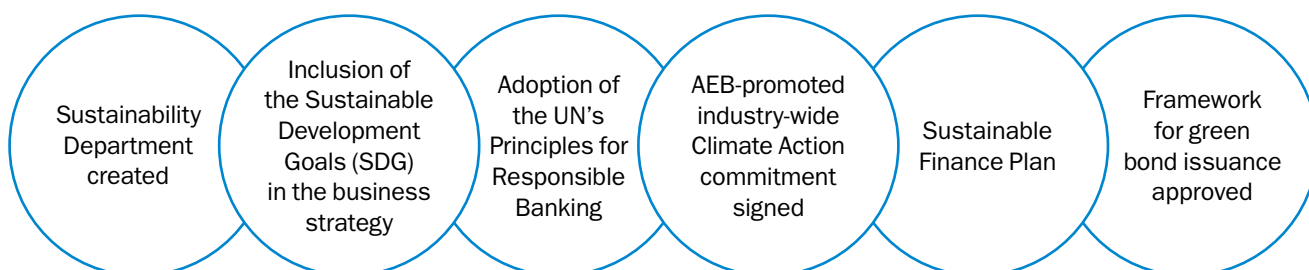 Sustainability
Department
created
Inclusion of
the Sustainable
Development
Goals (SDG)
in the business
strategy
Adoption of
the UN's
Principles for
Responsible
Banking
AEB-promoted
industry-wide
Climate Action
commitment
signed
Sustainable
Finance Plan
Framework
for green
bond issuance
approved